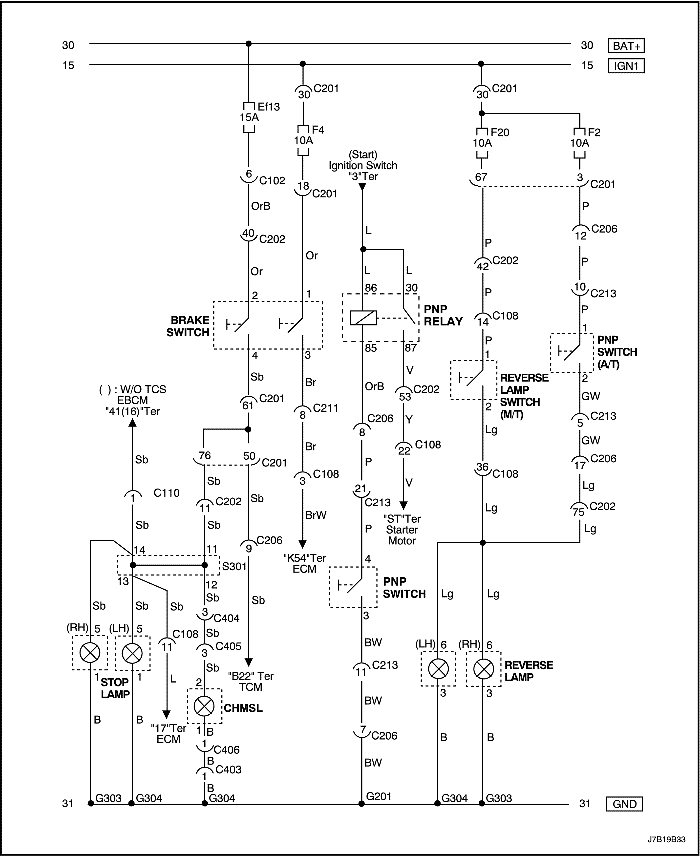 30 30 BAT+
15 15 IGN1
C201 C201
30 30
Ef13
15A
F4
10A
F20
10A
F2
10A
(Start)
Ignition Switch
"3"Ter
6 C102
18 C201
67 3 C201
OrB
L
P P
40 C202
C206
12
Or Or
L L
P P
C202
42
10 C213
2 1
86 30
P P
BRAKE
SWITCH
PNP
RELAY
C108
14
1
PNP
SWITCH
(A/T)
P
1
4 3
85 87
2
REVERSE
LAMP
SWITCH
(M/T)
2
Sb Br
OrB V
GW
( ) : W/O TCS
EBCM
"41(16)"Ter
C201
61
C211
8
C202
53
Lg
C213
5
C206
8
Y
GW
Sb
76 50 C201
Br
P
C108
22
C206
17
Sb Sb
C108
3
V
C108
36
Lg
C110
1
C202
11
21
C213
C202
75
Sb Sb
BrW
P
"ST"Ter
Starter
Motor
Lg Lg
C206
9
14 11
S301
"K54"Ter
ECM
4
13 12
PNP
SWITCH
Sb Sb Sb Sb Sb
Lg Lg
3 C404
3
(RH) 5 (LH) 5
C108
11
Sb
C405
3
BW
(LH) 6 (RH) 6
REVERSE
LAMP
1 1
STOP
LAMP
L
Sb
"B22" Ter
TCM
C213
11
3 3
2
CHMSL
BW
B B
"17"Ter
ECM
1 B
1 C406
7
C206
B B
B
1 C403
BW
B
31 G303 G304 G304 G201 G304 G303 31 GND
J7B19B33